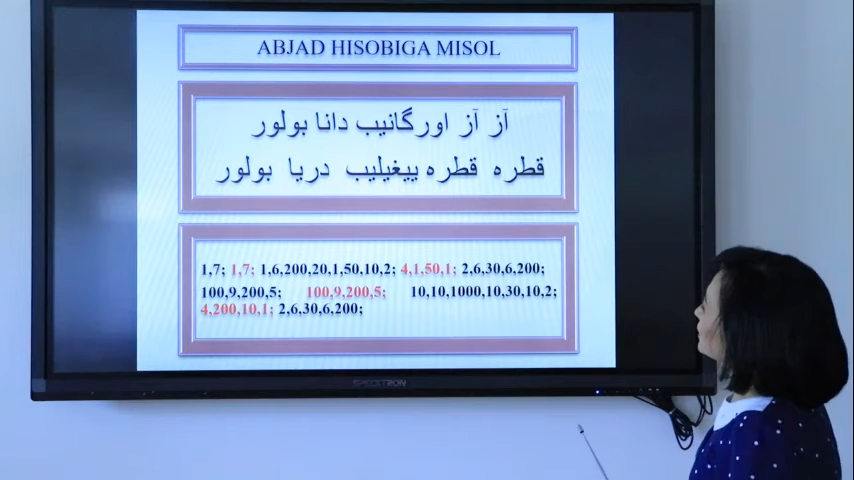 ABJAD HISOBIGA MISOL
آز آز اورگانیب دانا بولور
قطره قطره ییغیلیب دریا بولور
1,7; 1,7; 1,6,200,20,1,50,10,2; 4,1,50,1; 2,6,30,6,200;
100,9,200,5; 100,9,200,5; 10,10,1000,10,30,10,2;
4,200,10,1; 2,6,30,6,200;
SPECTRON